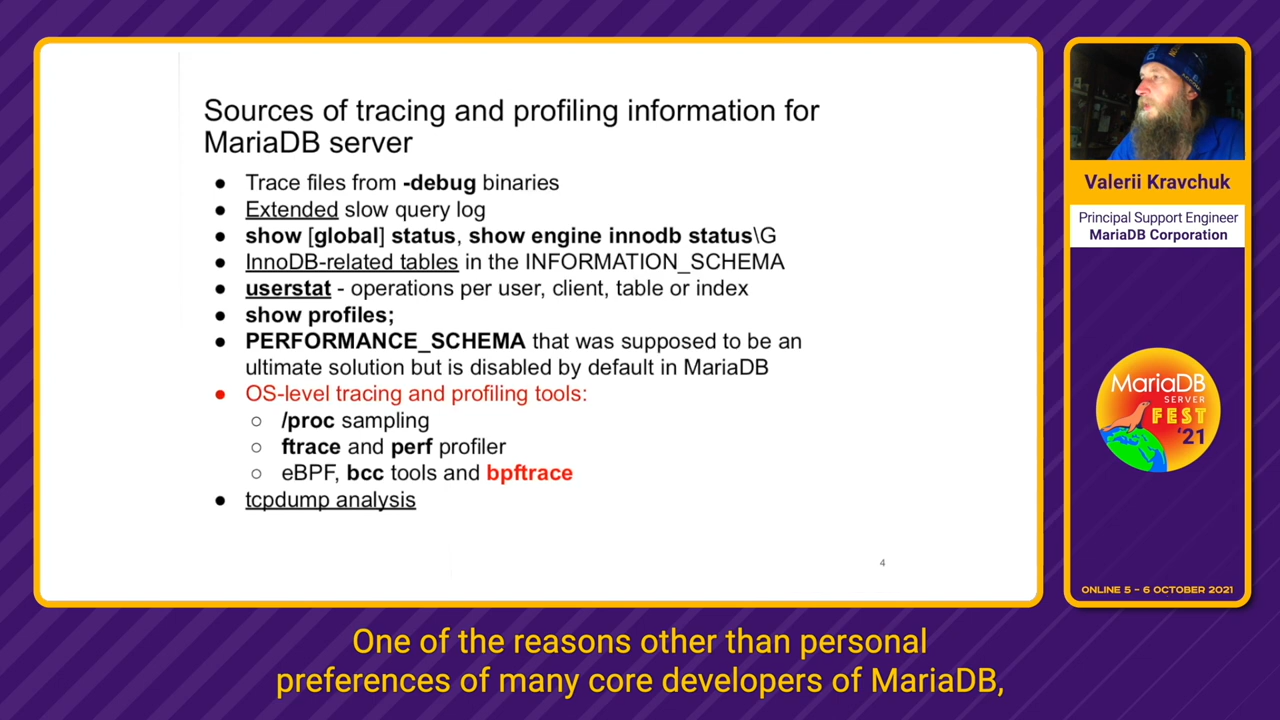 Sources of tracing and profiling information for
MariaDB server
● Trace files from -debug binaries
● Extended slow query log
● show [global] status, show engine innodb status\G
● InnoDB-related tables in the INFORMATION_SCHEMA
● userstat - operations per user, client, table or index
● show profiles;
● PERFORMANCE_SCHEMA that was supposed to be an
ultimate solution but is disabled by default in MariaDB
● OS-level tracing and profiling tools:
○ /proc sampling
○ ftrace and perf profiler
○ eBPF, bcc tools and bpftrace
● tcpdump analysis
4
Valerii Kravchuk
Principal Support Engineer
MariaDB Corporation
MariaDB
SERVER
FEST
'21
ONLINE 5 – 6 OCTOBER 2021
One of the reasons other than personal
preferences of many core developers of MariaDB,